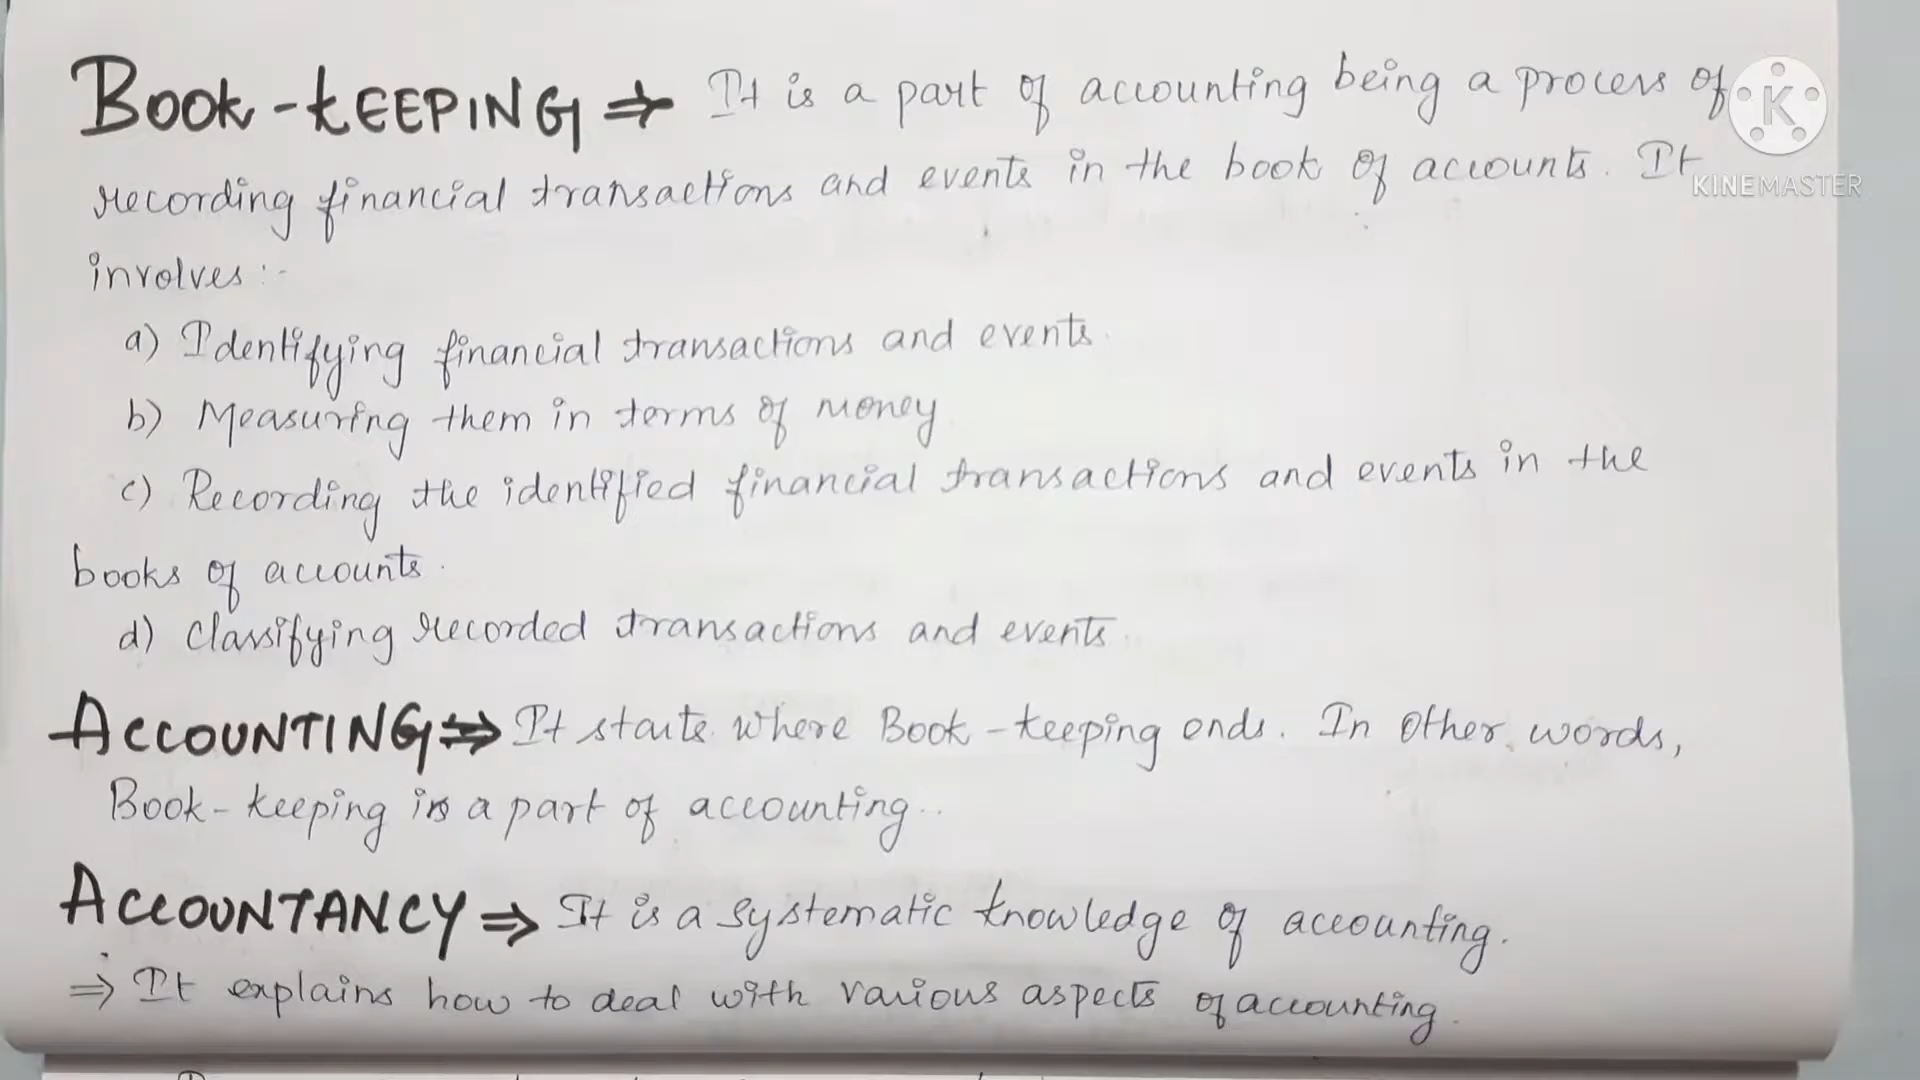 BOOK-KEEPING ⇒ It is a part of accounting being a process of
recording financial transactions and events in the book of accounts. It
involves :-
a) Identifying financial transactions and events.
b) Measuring them in terms of money
c) Recording the identified financial transactions and events in the
books of accounts.
d) Classifying recorded transactions and events.
ACCOUNTING ⇒ It starts where Book-keeping ends. In other words,
Book-keeping is a part of accounting..
ACCOUNTANCY ⇒ It is a systematic knowledge of accounting.
⇒ It explains how to deal with various aspects of accounting.
K
KINEMASTER